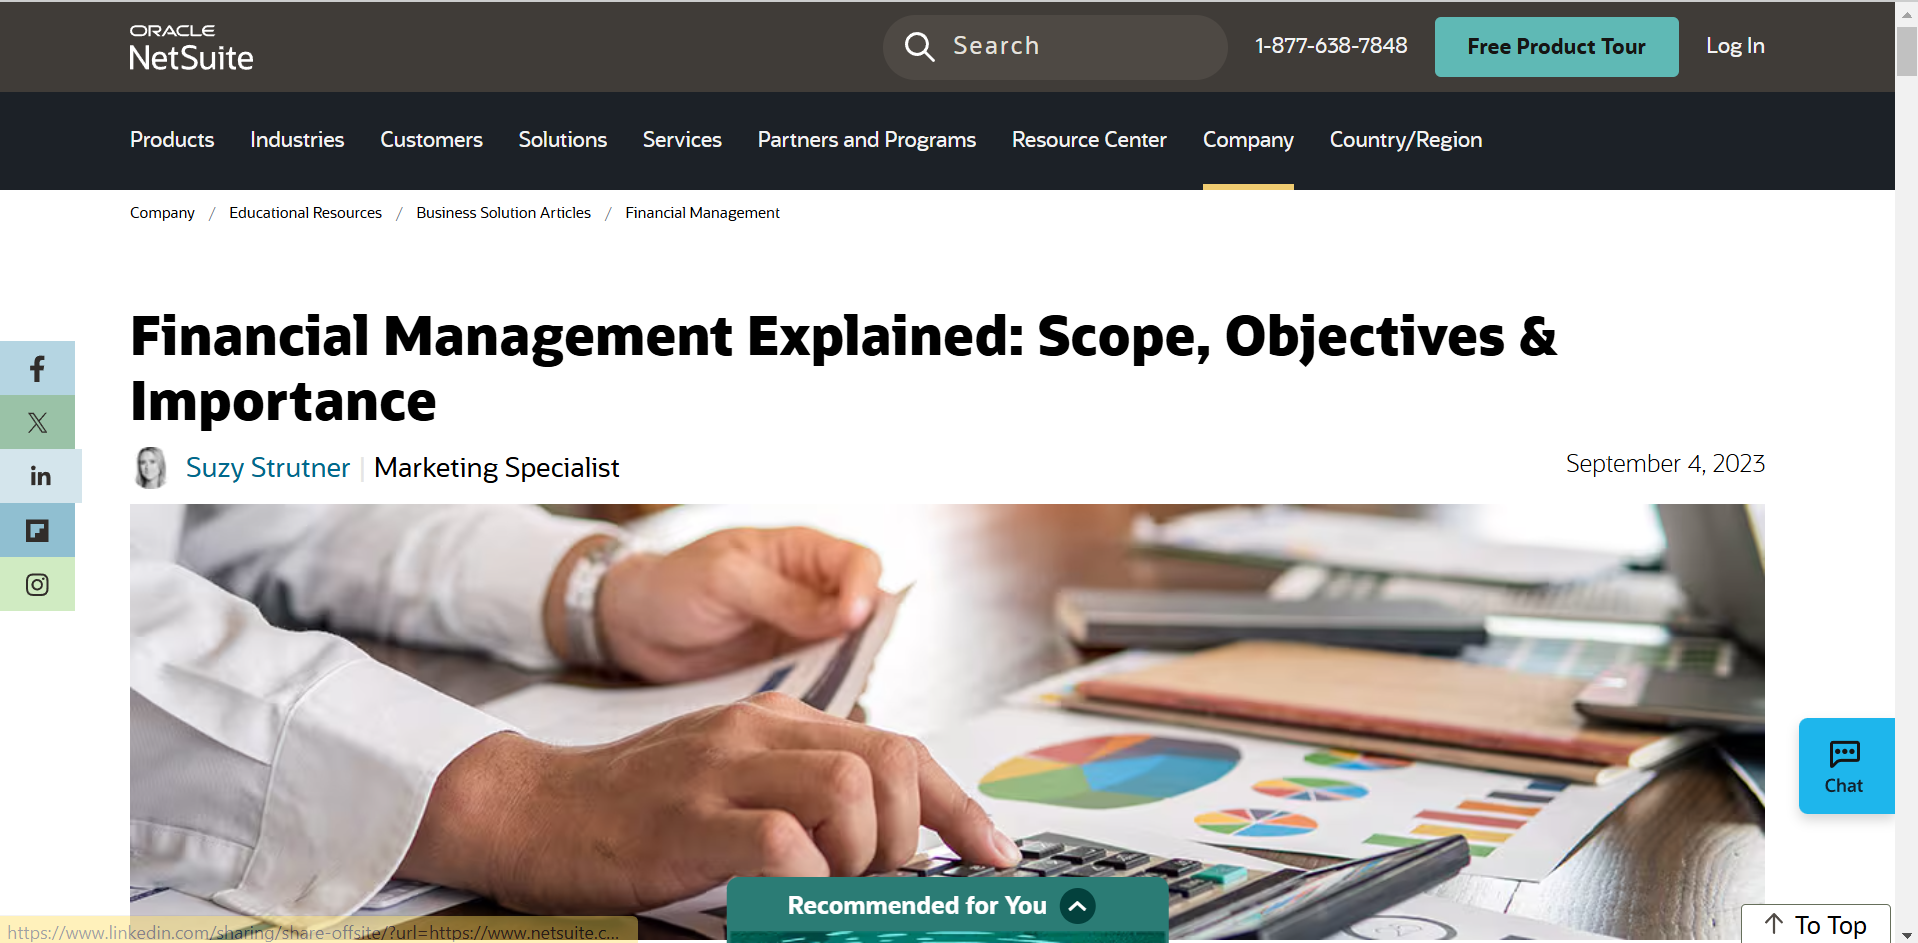 ORACLE
NetSuite
Search
1-877-638-7848
Free Product Tour
Log In
Products
Industries
Customers
Solutions
Services
Partners and Programs
Resource Center
Company
Country/Region
Company / Educational Resources / Business Solution Articles / Financial Management
Financial Management Explained: Scope, Objectives &
Importance
Suzy Strutner | Marketing Specialist
September 4, 2023
f
X
in
Chat
Recommended for You
To Top
https://www.linkedin.com/sharing/share-offsite/?url=https://www.netsuite.c...